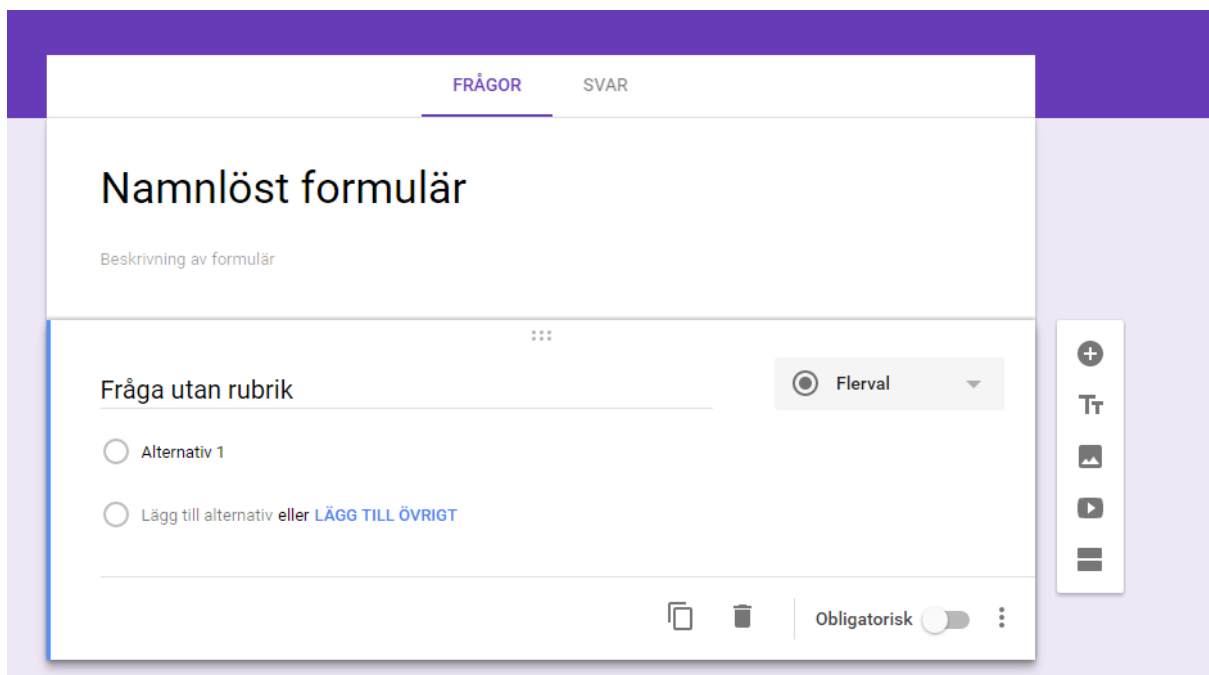 FRÅGOR SVAR
Namnlöst formulär
Beskrivning av formulär
Fråga utan rubrik
Flerval
Alternativ 1
Lägg till alternativ eller LÄGG TILL ÖVRIGT
Obligatorisk